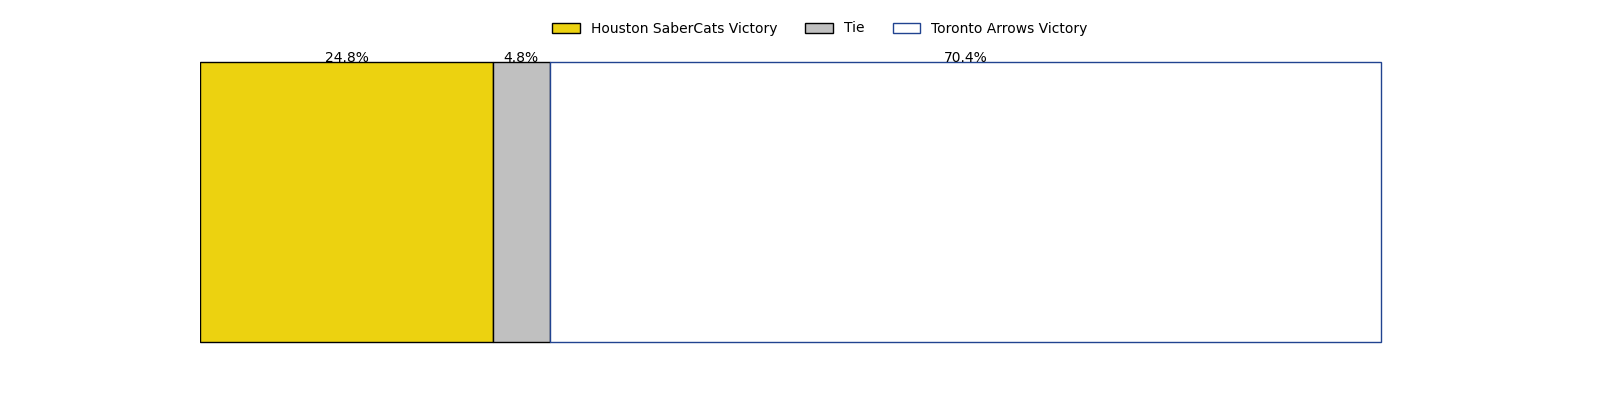 Houston SaberCats Victory Tie Toronto Arrows Victory
24.8% 4.8% 70.4%